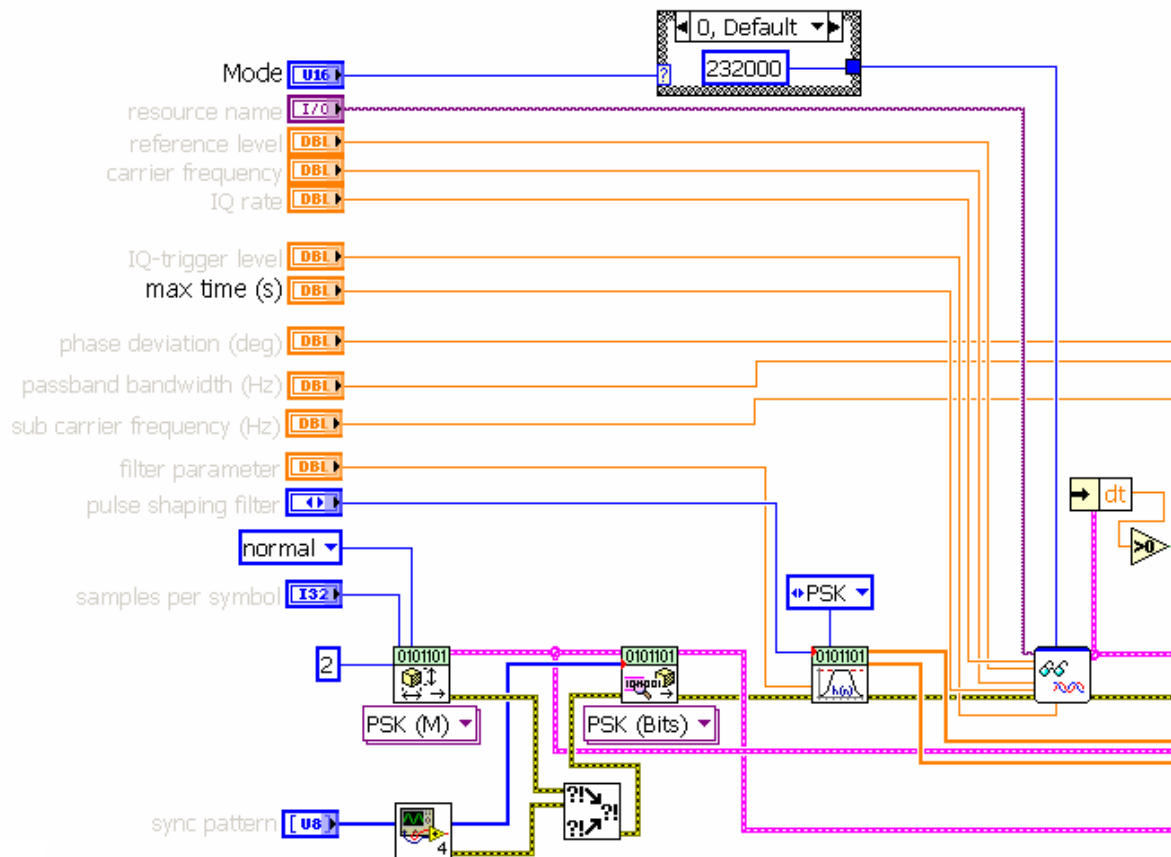 0, Default
232000
Mode U16
?
resource name I/O
reference level DBL
carrier frequency DBL
IQ rate DBL
IQ-trigger level DBL
max time (s) DBL
phase deviation (deg) DBL
passband bandwidth (Hz) DBL
sub carrier frequency (Hz) DBL
filter parameter DBL
pulse shaping filter
dt
>0
normal
samples per symbol I32
PSK
2
0101101
0101101
0101101
h(n)
PSK (M)
PSK (Bits)
?!
?!
?!
sync pattern [U8]
4